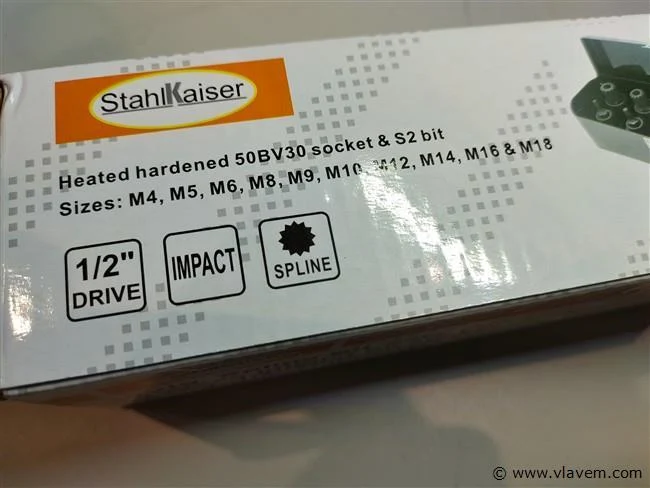 StahlKaiser
Heated hardened 50BV30 socket & S2 bit
Sizes: M4, M5, M6, M8, M9, M10, M12, M14, M16 & M18
1/2"
DRIVE
IMPACT
SPLINE
© www.vlavem.com